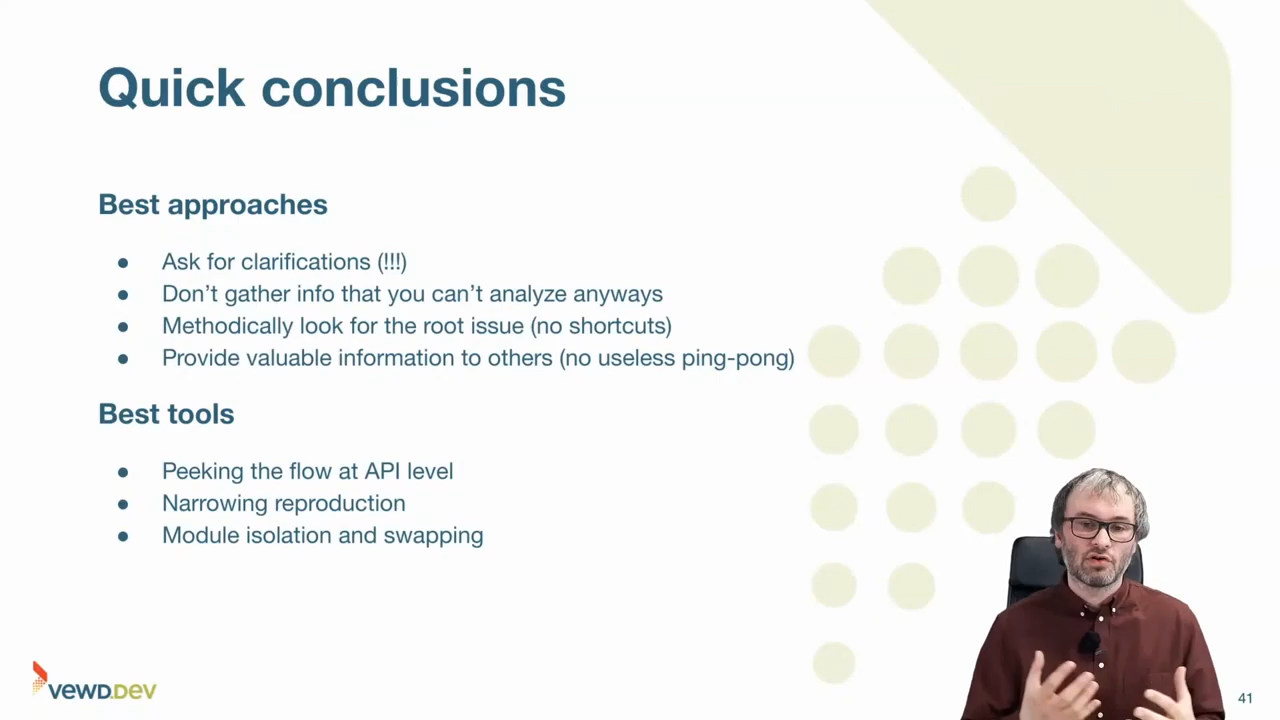 Quick conclusions
Best approaches
● Ask for clarifications (!!!)
● Don’t gather info that you can’t analyze anyways
● Methodically look for the root issue (no shortcuts)
● Provide valuable information to others (no useless ping-pong)
Best tools
● Peeking the flow at API level
● Narrowing reproduction
● Module isolation and swapping
VEWD.DEV
41